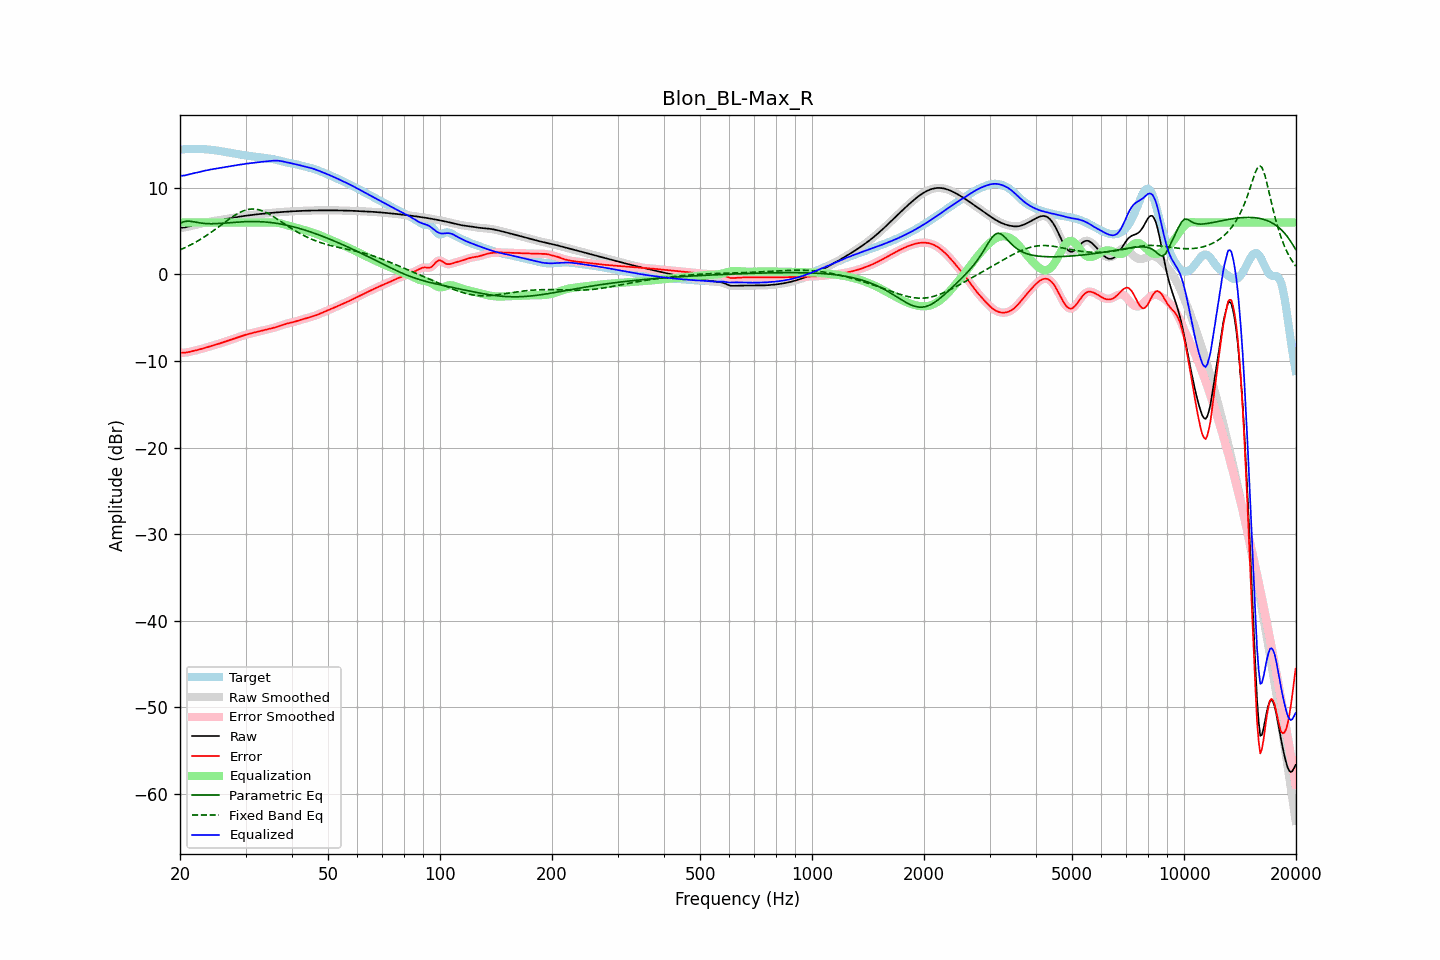 Blon_BL-Max_R
Amplitude (dBr)
10
0
−10
−20
−30
−40
−50
−60
Target
Raw Smoothed
Error Smoothed
Raw
Error
Equalization
Parametric Eq
Fixed Band Eq
Equalized
20 50 100 200 500 1000 2000 5000 10000 20000
Frequency (Hz)